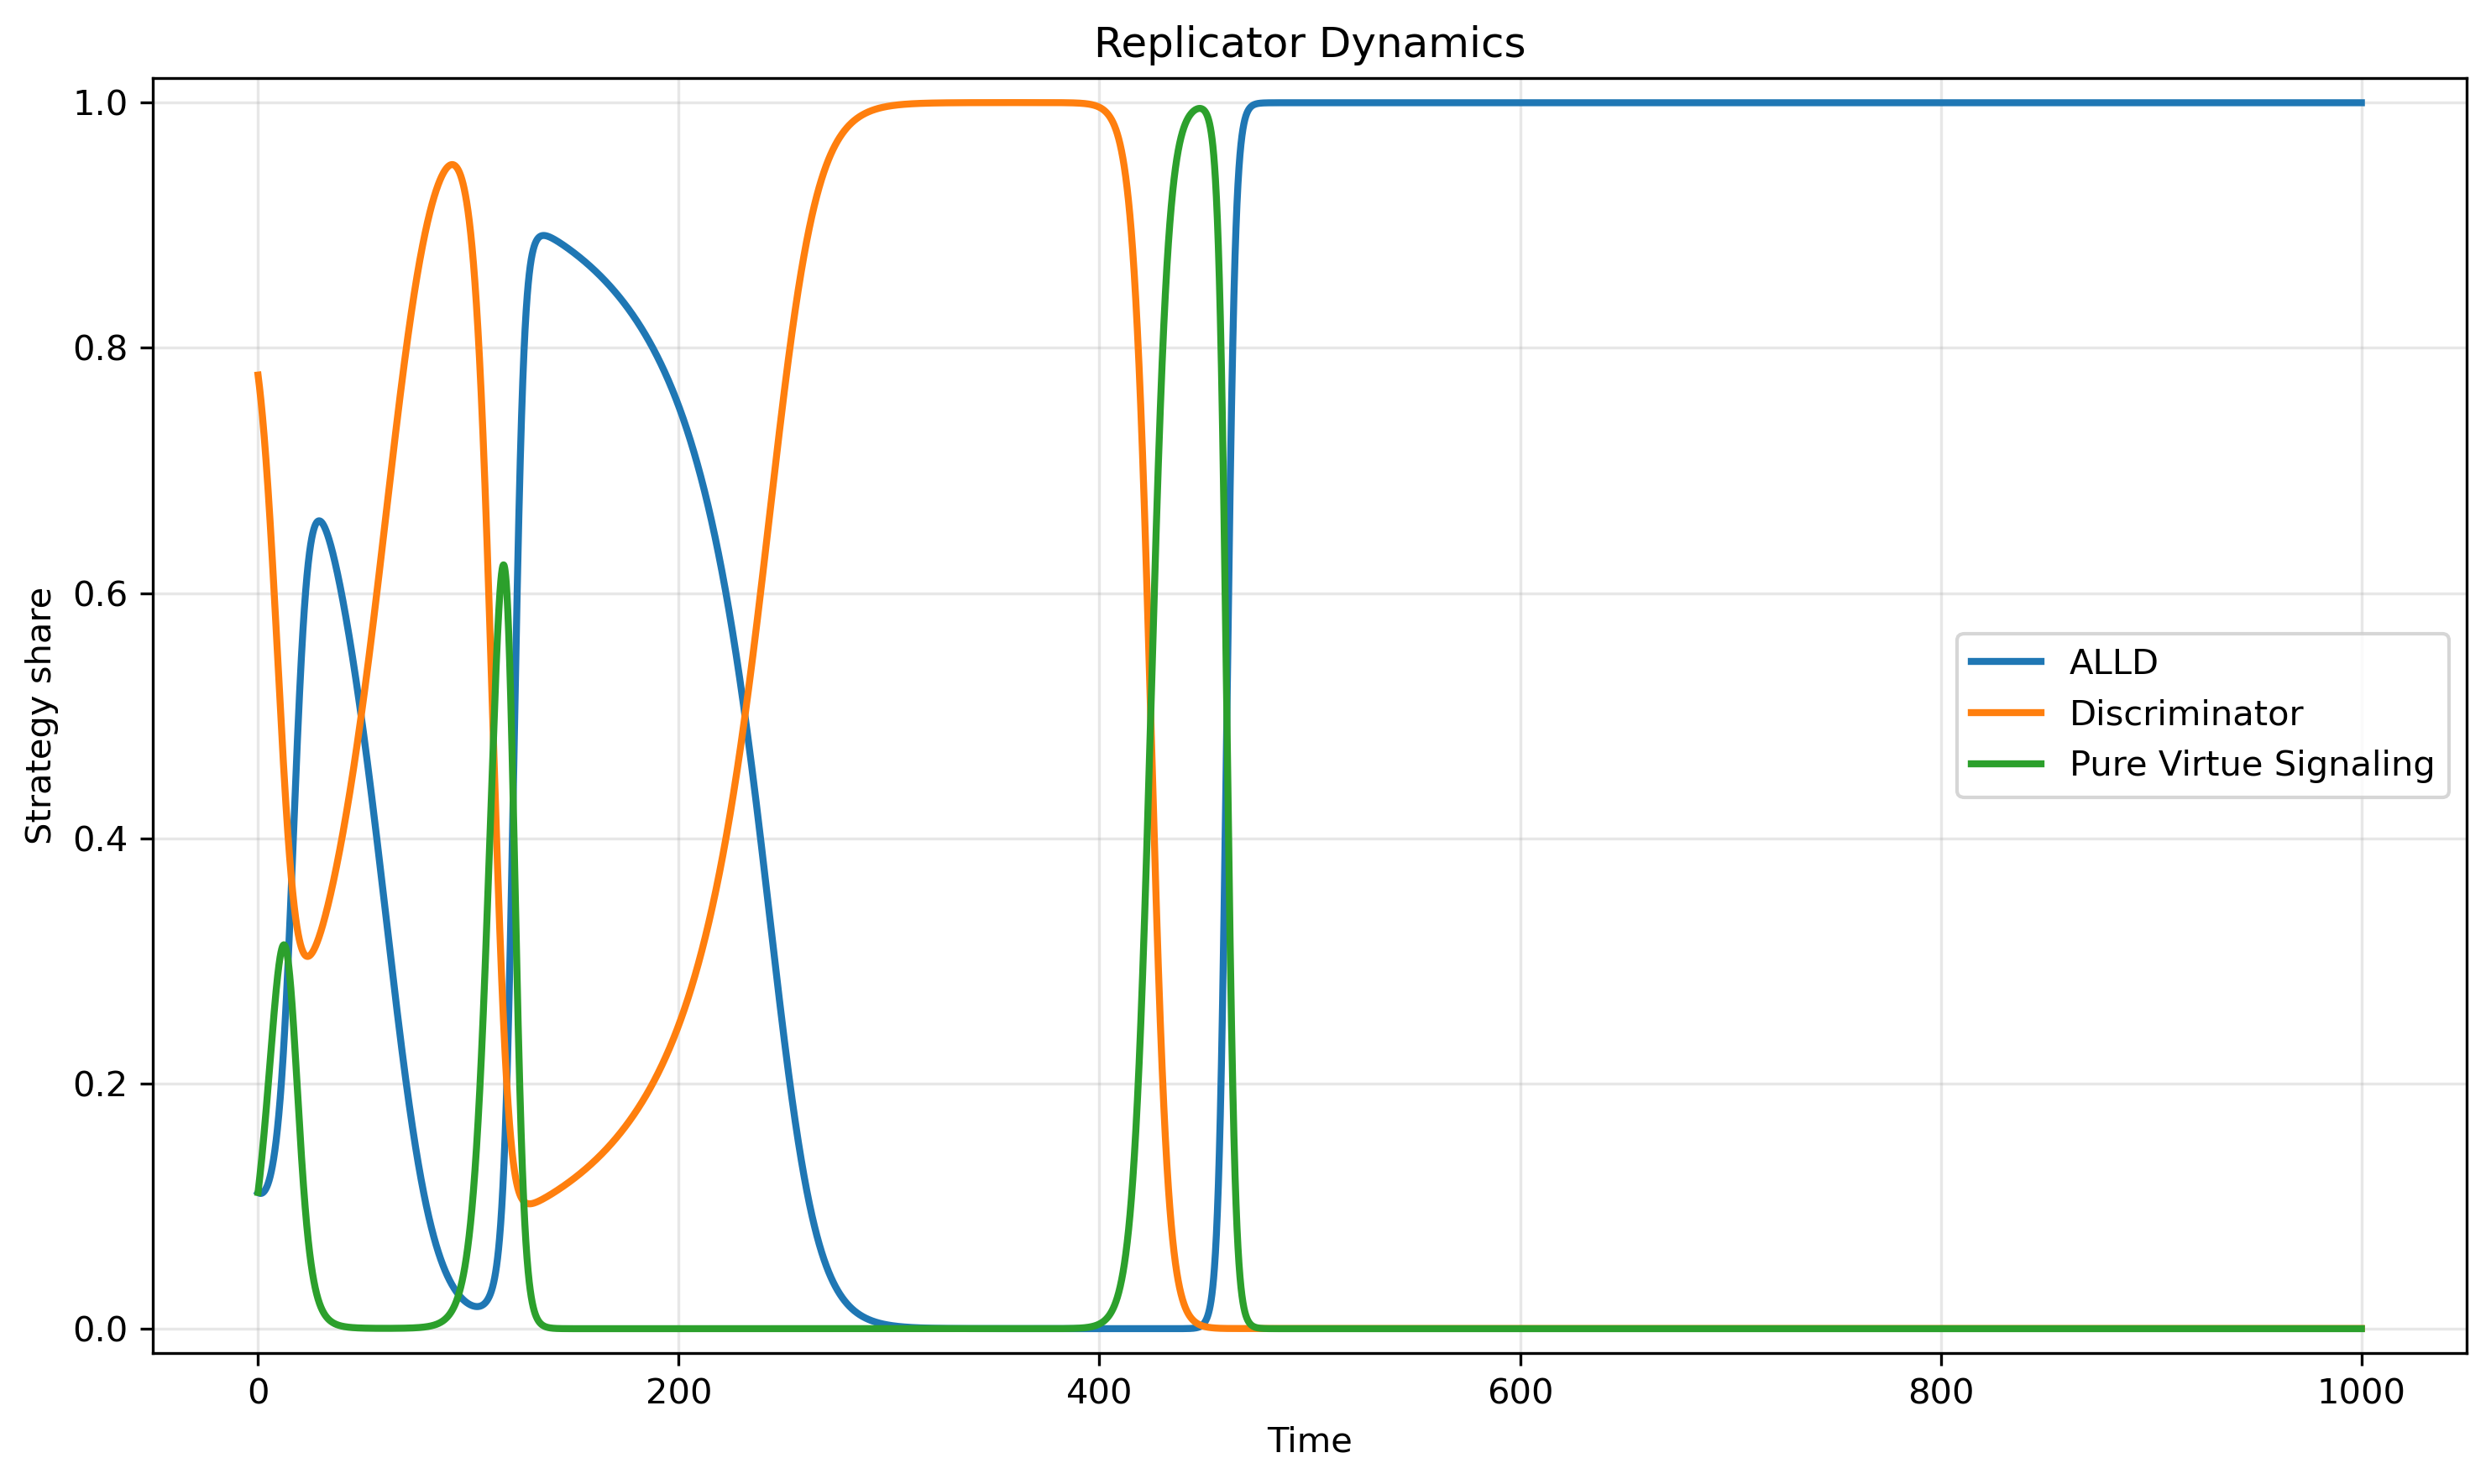 Replicator Dynamics
1.0
0.8
0.6
0.4
0.2
0.0
Strategy share
ALLD
Discriminator
Pure Virtue Signaling
0 200 400 600 800 1000
Time